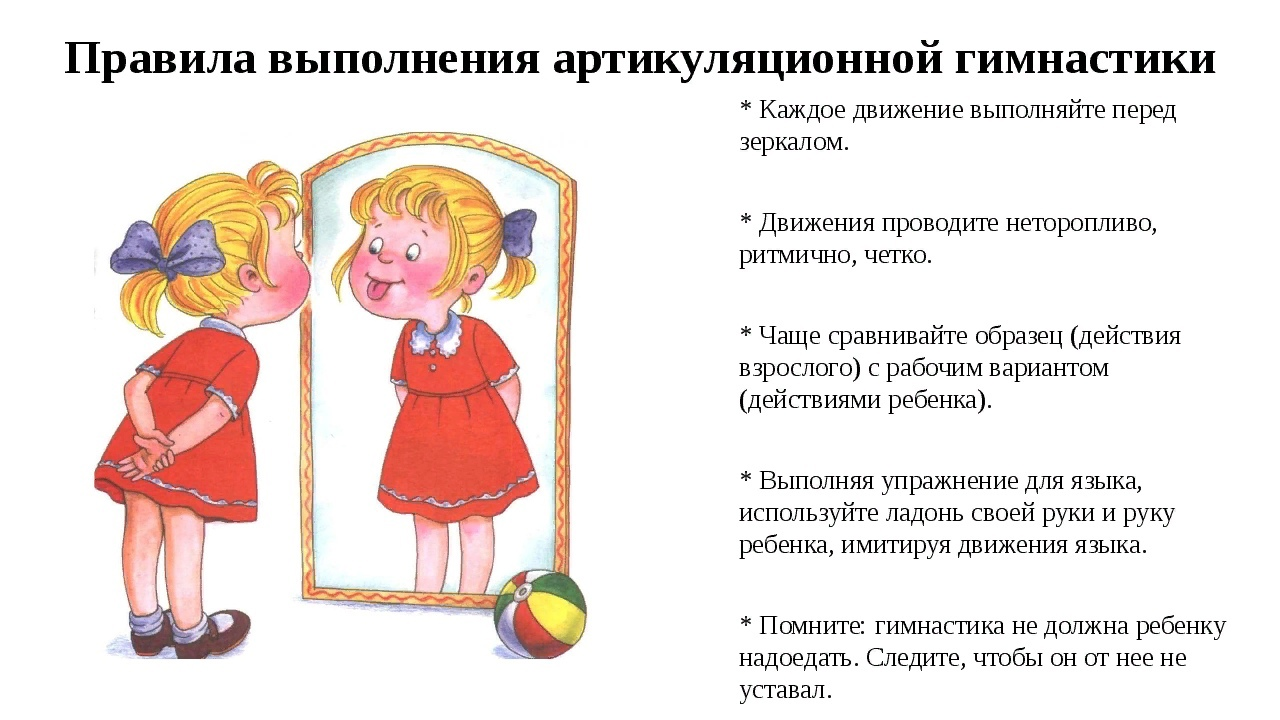 Правила выполнения артикуляционной гимнастики
* Каждое движение выполняйте перед
зеркалом.
* Движения проводите неторопливо,
ритмично, четко.
* Чаще сравнивайте образец (действия
взрослого) с рабочим вариантом
(действиями ребенка).
* Выполняя упражнение для языка,
используйте ладонь своей руки и руку
ребенка, имитируя движения языка.
* Помните: гимнастика не должна ребенку
надоедать. Следите, чтобы он от нее не
уставал.